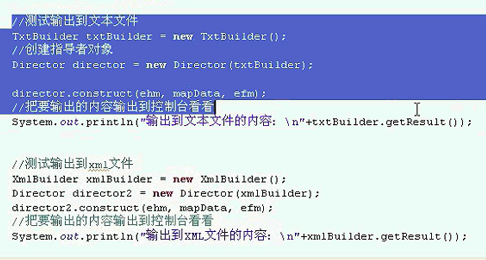 //测试输出到文本文件
TxtBuilder txtBuilder = new TxtBuilder();
//创建指导者对象
Director director = new Director(txtBuilder);
director.construct(ehm, mapData, efm);
//把要输出的内容输出到控制台看看
System.out.println("输出到文本文件的内容: \n"+txtBuilder.getResult());
//测试输出到xml文件
XmlBuilder xmlBuilder = new XmlBuilder();
Director director2 = new Director(xmlBuilder);
director2.construct(ehm, mapData, efm);
//把要输出的内容输出到控制台看看
System.out.println("输出到XML文件的内容: \n"+xmlBuilder.getResult());